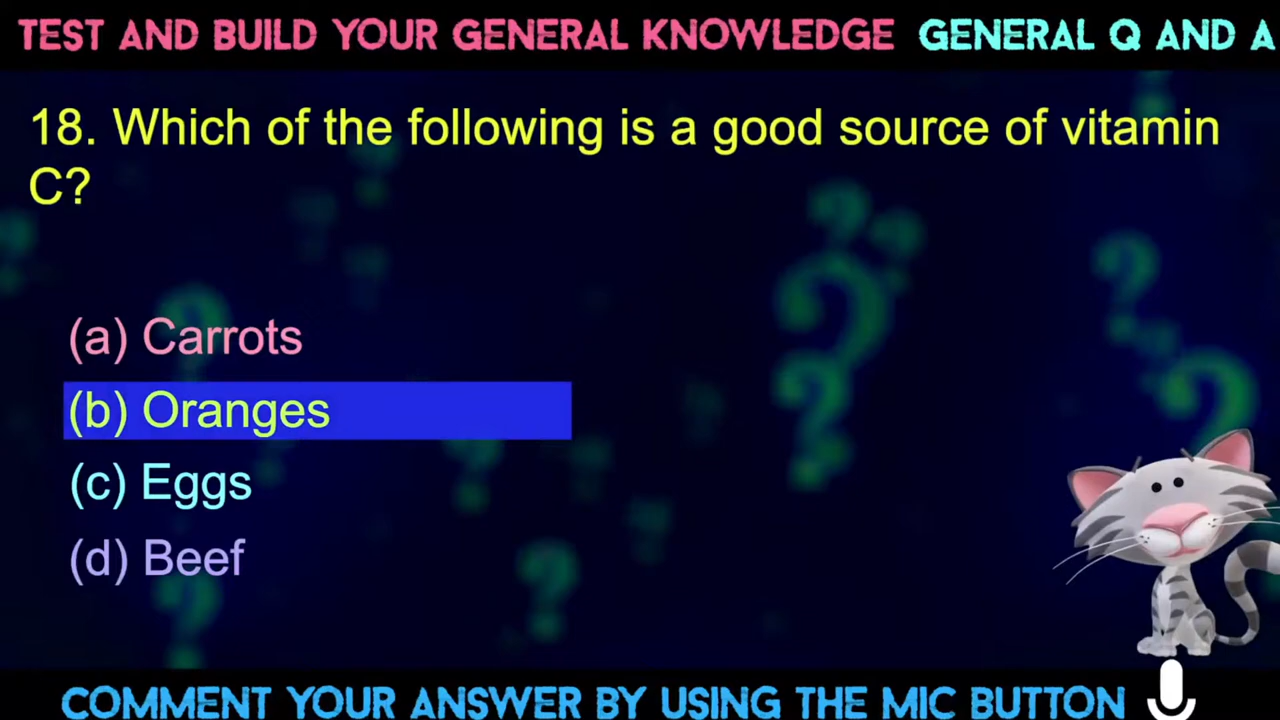 TEST AND BUILD YOUR GENERAL KNOWLEDGE GENERAL Q AND A
18. Which of the following is a good source of vitamin
C?
(a) Carrots
(b) Oranges
(c) Eggs
(d) Beef
COMMENT YOUR ANSWER BY USING THE MIC BUTTON